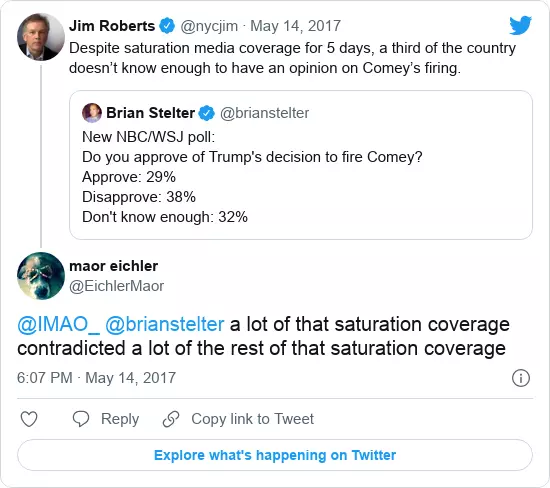 Jim Roberts @nycjim · May 14, 2017
Despite saturation media coverage for 5 days, a third of the country
doesn’t know enough to have an opinion on Comey’s firing.
Brian Stelter @brianstelter
New NBC/WSJ poll:
Do you approve of Trump's decision to fire Comey?
Approve: 29%
Disapprove: 38%
Don't know enough: 32%
maor eichler
@EichlerMaor
@IMAO_ @brianstelter a lot of that saturation coverage
contradicted a lot of the rest of that saturation coverage
6:07 PM · May 14, 2017
Reply Copy link to Tweet
Explore what's happening on Twitter